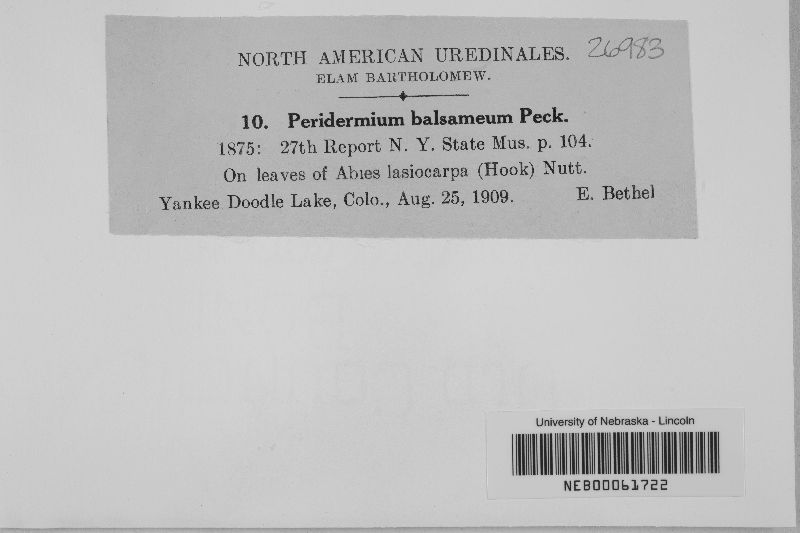 NORTH AMERICAN UREDINALES. 26983
ELAM BARTHOLOMEW.
10. Peridermium balsameum Peck.
1875: 27th Report N. Y. State Mus. p. 104.
On leaves of Abies lasiocarpa (Hook) Nutt.
Yankee Doodle Lake, Colo., Aug. 25, 1909. E. Bethel
University of Nebraska - Lincoln
NEB00061722